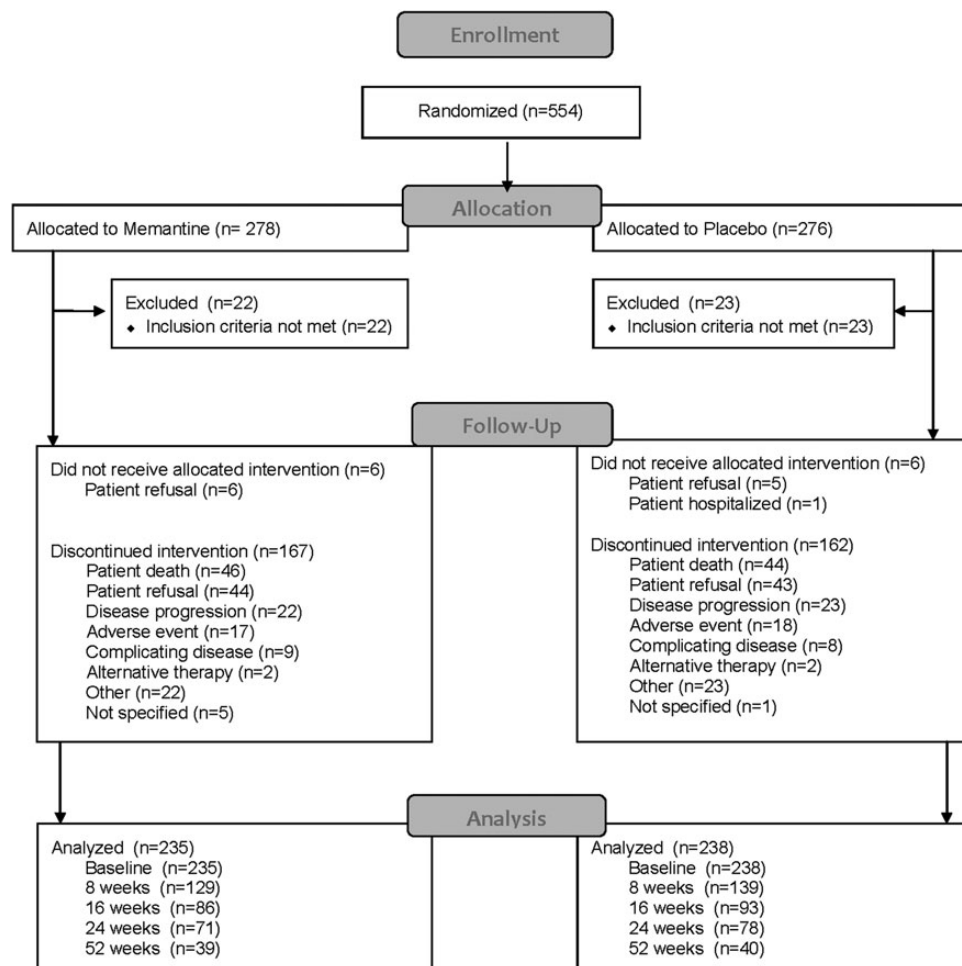 Enrollment
Randomized (n=554)
Allocation
Allocated to Memantine (n= 278)
Allocated to Placebo (n=276)
Excluded  (n=22)
♦ Inclusion criteria not met (n=22)
Excluded  (n=23)
♦ Inclusion criteria not met (n=23)
Follow-Up
Did not receive allocated intervention (n=6)
Patient refusal (n=6)
Discontinued intervention (n=167)
Patient death (n=46)
Patient refusal (n=44)
Disease progression (n=22)
Adverse event (n=17)
Complicating disease (n=9)
Alternative therapy (n=2)
Other (n=22)
Not specified (n=5)
Did not receive allocated intervention (n=6)
Patient refusal (n=5)
Patient hospitalized (n=1)
Discontinued intervention (n=162)
Patient death (n=44)
Patient refusal (n=43)
Disease progression (n=23)
Adverse event (n=18)
Complicating disease (n=8)
Alternative therapy (n=2)
Other (n=23)
Not specified (n=1)
Analysis
Analyzed (n=235)
Baseline (n=235)
8 weeks (n=129)
16 weeks (n=86)
24 weeks (n=71)
52 weeks (n=39)
Analyzed (n=238)
Baseline (n=238)
8 weeks (n=139)
16 weeks (n=93)
24 weeks (n=78)
52 weeks (n=40)